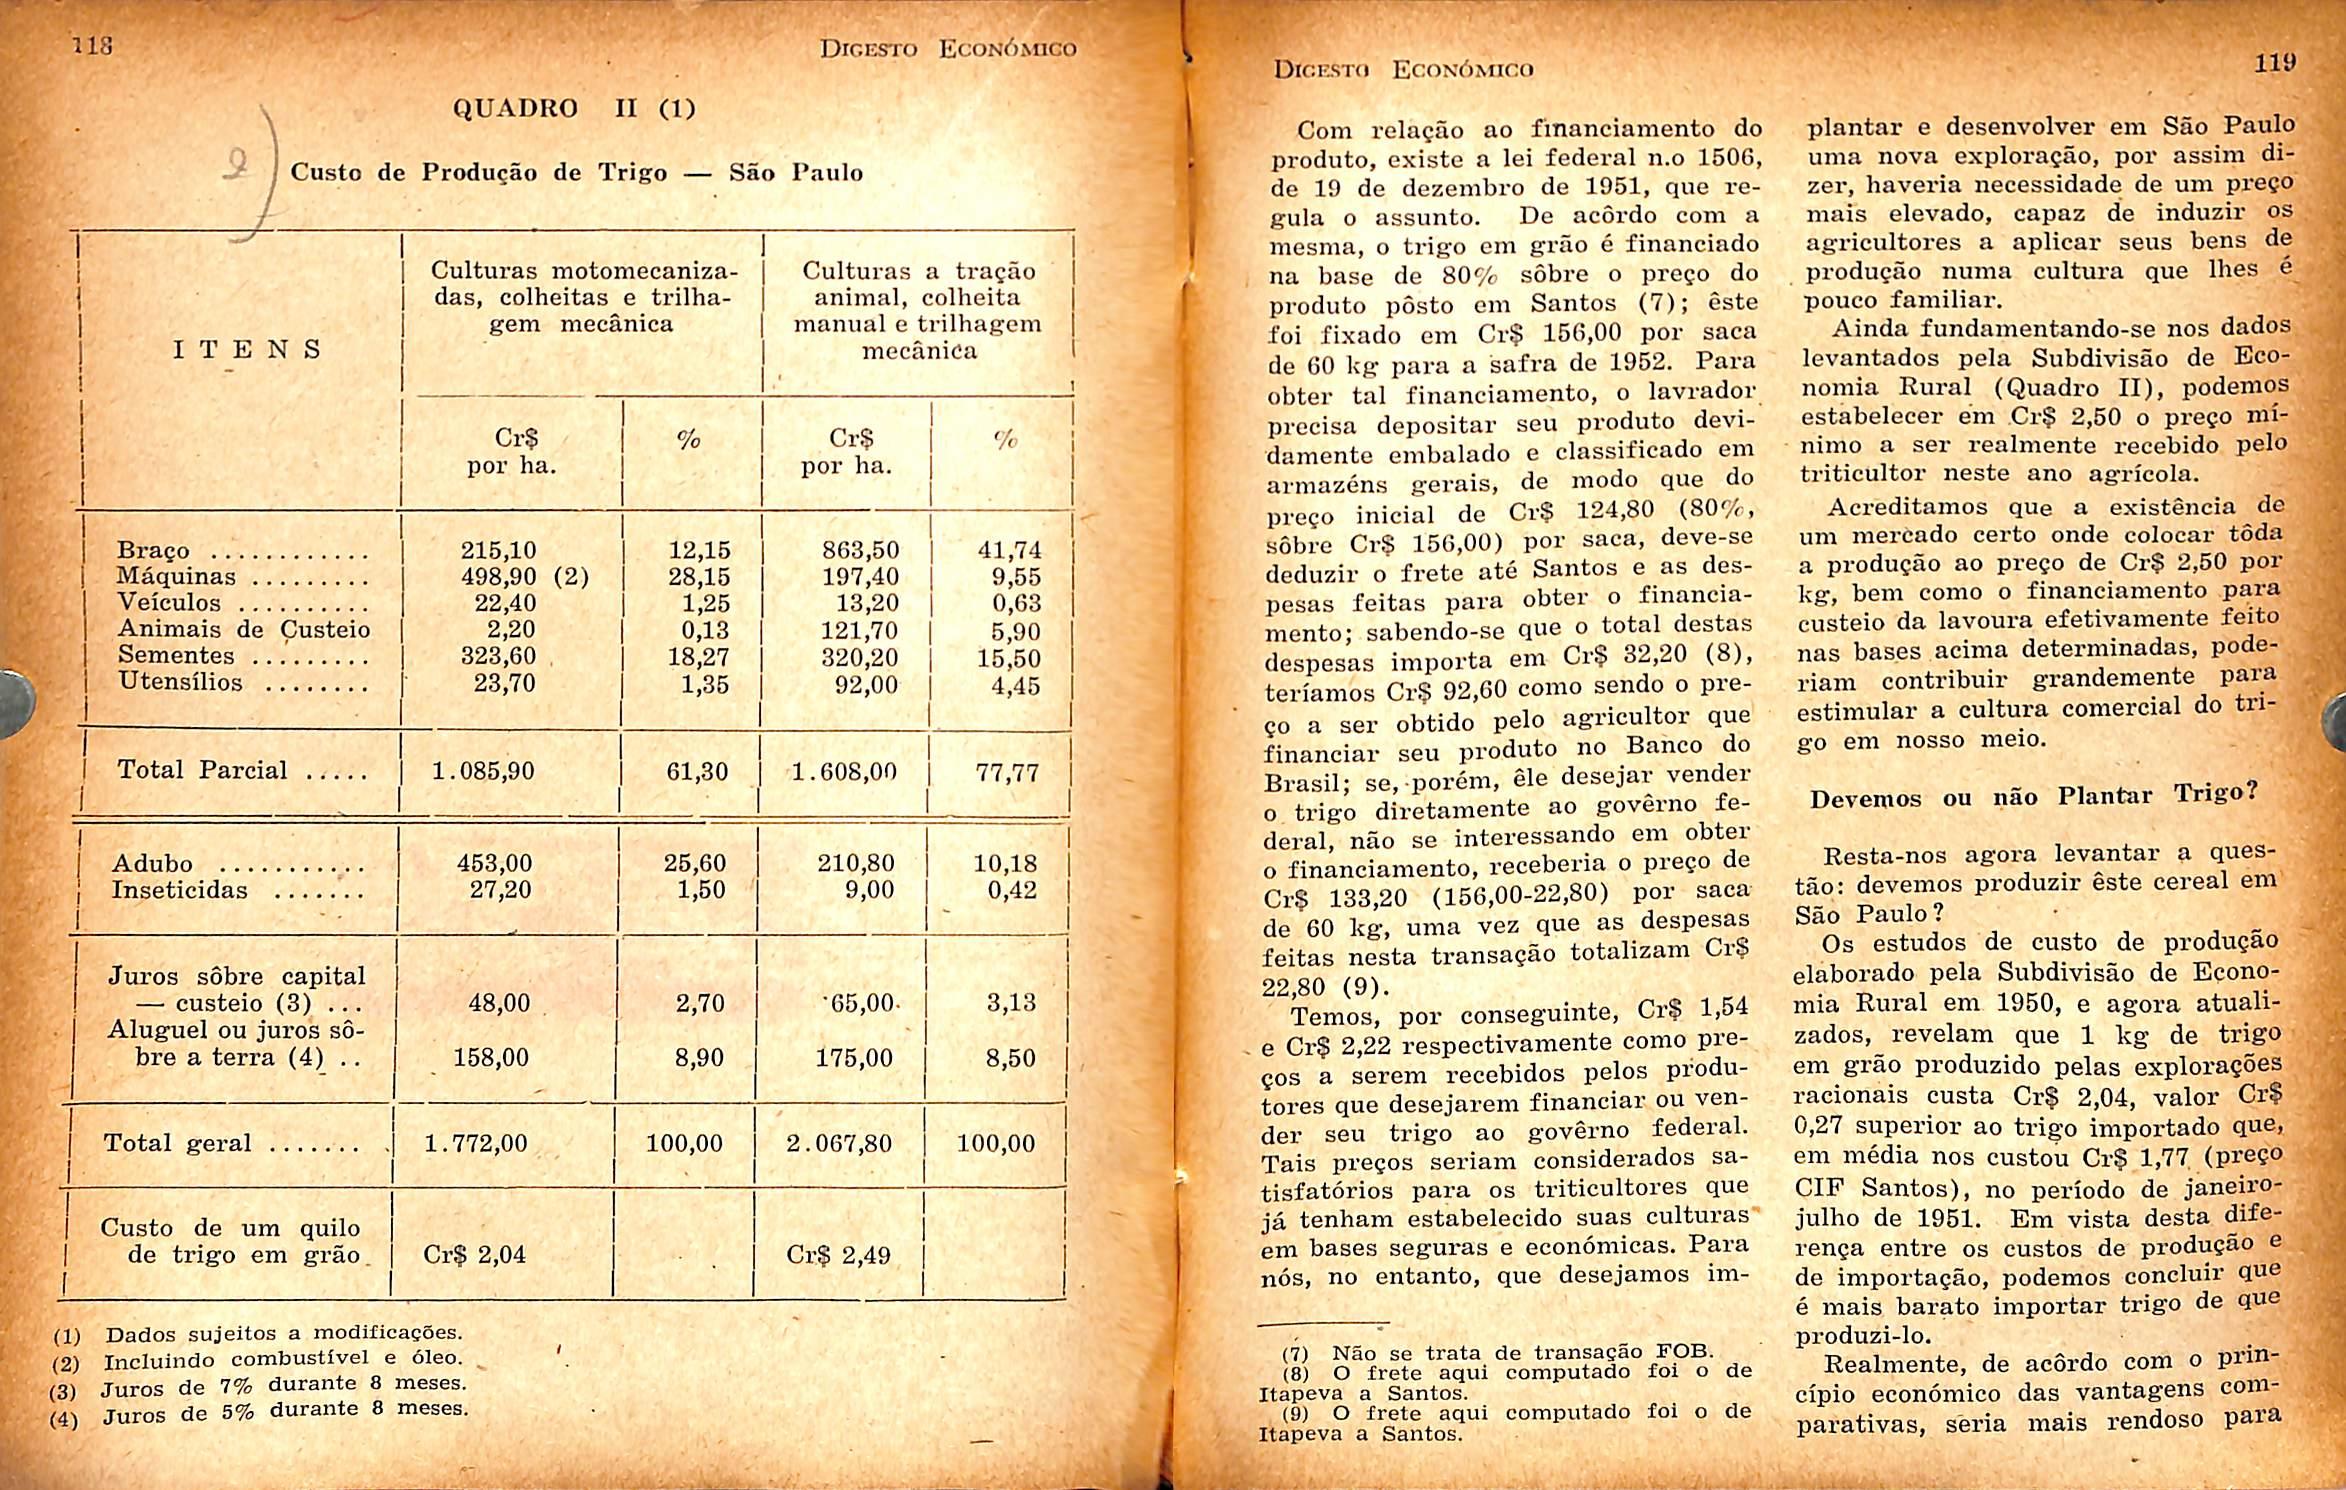 118
DIGESTO ECONÓMICO
QUADRO II (1)
2)
Custo de Produção de Trigo — São Paulo
ITENS
Culturas motomecaniza-
das, colheitas e trilha-
gem mecânica
Culturas a tração
animal, colheita
manual e trilhagem
mecânica
Cr$ % Cr$ %
por ha. por ha.
Braço ............ 215,10 12,15 863,50 41,74
Máquinas ......... 498,90 (2) 28,15 197,40 9,55
Veículos .......... 22,40 1,25 13,20 0,63
Animais de Custeio 2,20 0,13 121,70 5,90
Sementes ......... 323,60 18,27 320,20 15,50
Utensílios ........ 23,70 1,35 92,00 4,45
Total Parcial ..... 1.085,90 61,30 1.608,00 77,77
Adubo ........... 453,00 25,60 210,80 10,18
Inseticidas ....... 27,20 1,50 9,00 0,42
Juros sôbre capital
— custeio (3) ... 48,00 2,70 65,00 3,13
Aluguel ou juros sô-
bre a terra (4) .. 158,00 8,90 175,00 8,50
Total geral ....... 1.772,00 100,00 2.067,80 100,00
Custo de um quilo
de trigo em grão. Cr$ 2,04 Cr$ 2,49
(1) Dados sujeitos a modificações.
(2) Incluindo combustível e óleo.
(3) Juros de 7% durante 8 meses.
(4) Juros de 5% durante 8 meses.
DIGESTO ECONÓMICO
119
Com relação ao financiamento do
produto, existe a lei federal n.o 1506,
de 19 de dezembro de 1951, que re-
gula o assunto. De acôrdo com a
mesma, o trigo em grão é financiado
na base de 80% sôbre o preço do
produto pôsto em Santos (7); êste
foi fixado em Cr$ 156,00 por saca
de 60 kg para a safra de 1952. Para
obter tal financiamento, o lavrador
precisa depositar seu produto devi-
damente embalado e classificado em
armazéns gerais, de modo que do
preço inicial de Cr$ 124,80 (80%,
sôbre Cr$ 156,00) por saca, deve-se
deduzir o frete até Santos e as des-
pesas feitas para obter o financia-
mento; sabendo-se que o total destas
despesas importa em Cr$ 32,20 (8),
teríamos Cr$ 92,60 como sendo o pre-
ço a ser obtido pelo agricultor que
financiar seu produto no Banco do
Brasil; se, porém, êle desejar vender
o trigo diretamente ao govêrno fe-
deral, não se interessando em obter
o financiamento, receberia o preço de
Cr$ 133,20 (156,00-22,80) por saca
de 60 kg, uma vez que as despesas
feitas nesta transação totalizam Cr$
22,80 (9).
Temos, por conseguinte, Cr$ 1,54
e Cr$ 2,22 respectivamente como pre-
ços a serem recebidos pelos produ-
tores que desejarem financiar ou ven-
der seu trigo ao govêrno federal.
Tais preços seriam considerados sa-
tisfatórios para os triticultores que
já tenham estabelecido suas culturas
em bases seguras e económicas. Para
nós, no entanto, que desejamos im-
(7) Não se trata de transação FOB.
(8) O frete aqui computado foi o de
Itapeva a Santos.
(9) O frete aqui computado foi o de
Itapeva a Santos.
plantar e desenvolver em São Paulo
uma nova exploração, por assim di-
zer, haveria necessidade de um preço
mais elevado, capaz de induzir os
agricultores a aplicar seus bens de
produção numa cultura que lhes é
pouco familiar.
Ainda fundamentando-se nos dados
levantados pela Subdivisão de Eco-
nomia Rural (Quadro II), podemos
estabelecer em Cr$ 2,50 o preço mí-
nimo a ser realmente recebido pelo
triticultor neste ano agrícola.
Acreditamos que a existência de
um mercado certo onde colocar tôda
a produção ao preço de Cr$ 2,50 por
kg, bem como o financiamento para
custeio da lavoura efetivamente feito
nas bases acima determinadas, pode-
riam contribuir grandemente para
estimular a cultura comercial do tri-
go em nosso meio.
Devemos ou não Plantar Trigo?
Resta-nos agora levantar a ques-
tão: devemos produzir êste cereal em
São Paulo?
Os estudos de custo de produção
elaborado pela Subdivisão de Econo-
mia Rural em 1950, e agora atuali-
zados, revelam que 1 kg de trigo
em grão produzido pelas explorações
racionais custa Cr$ 2,04, valor Cr$
0,27 superior ao trigo importado que,
em média nos custou Cr$ 1,77 (preço
CIF Santos), no período de janeiro-
julho de 1951. Em vista desta dife-
rença entre os custos de produção e
de importação, podemos concluir que
é mais barato importar trigo de que
produzi-lo.
Realmente, de acôrdo com o prin-
cípio económico das vantagens com-
parativas, seria mais rendoso para